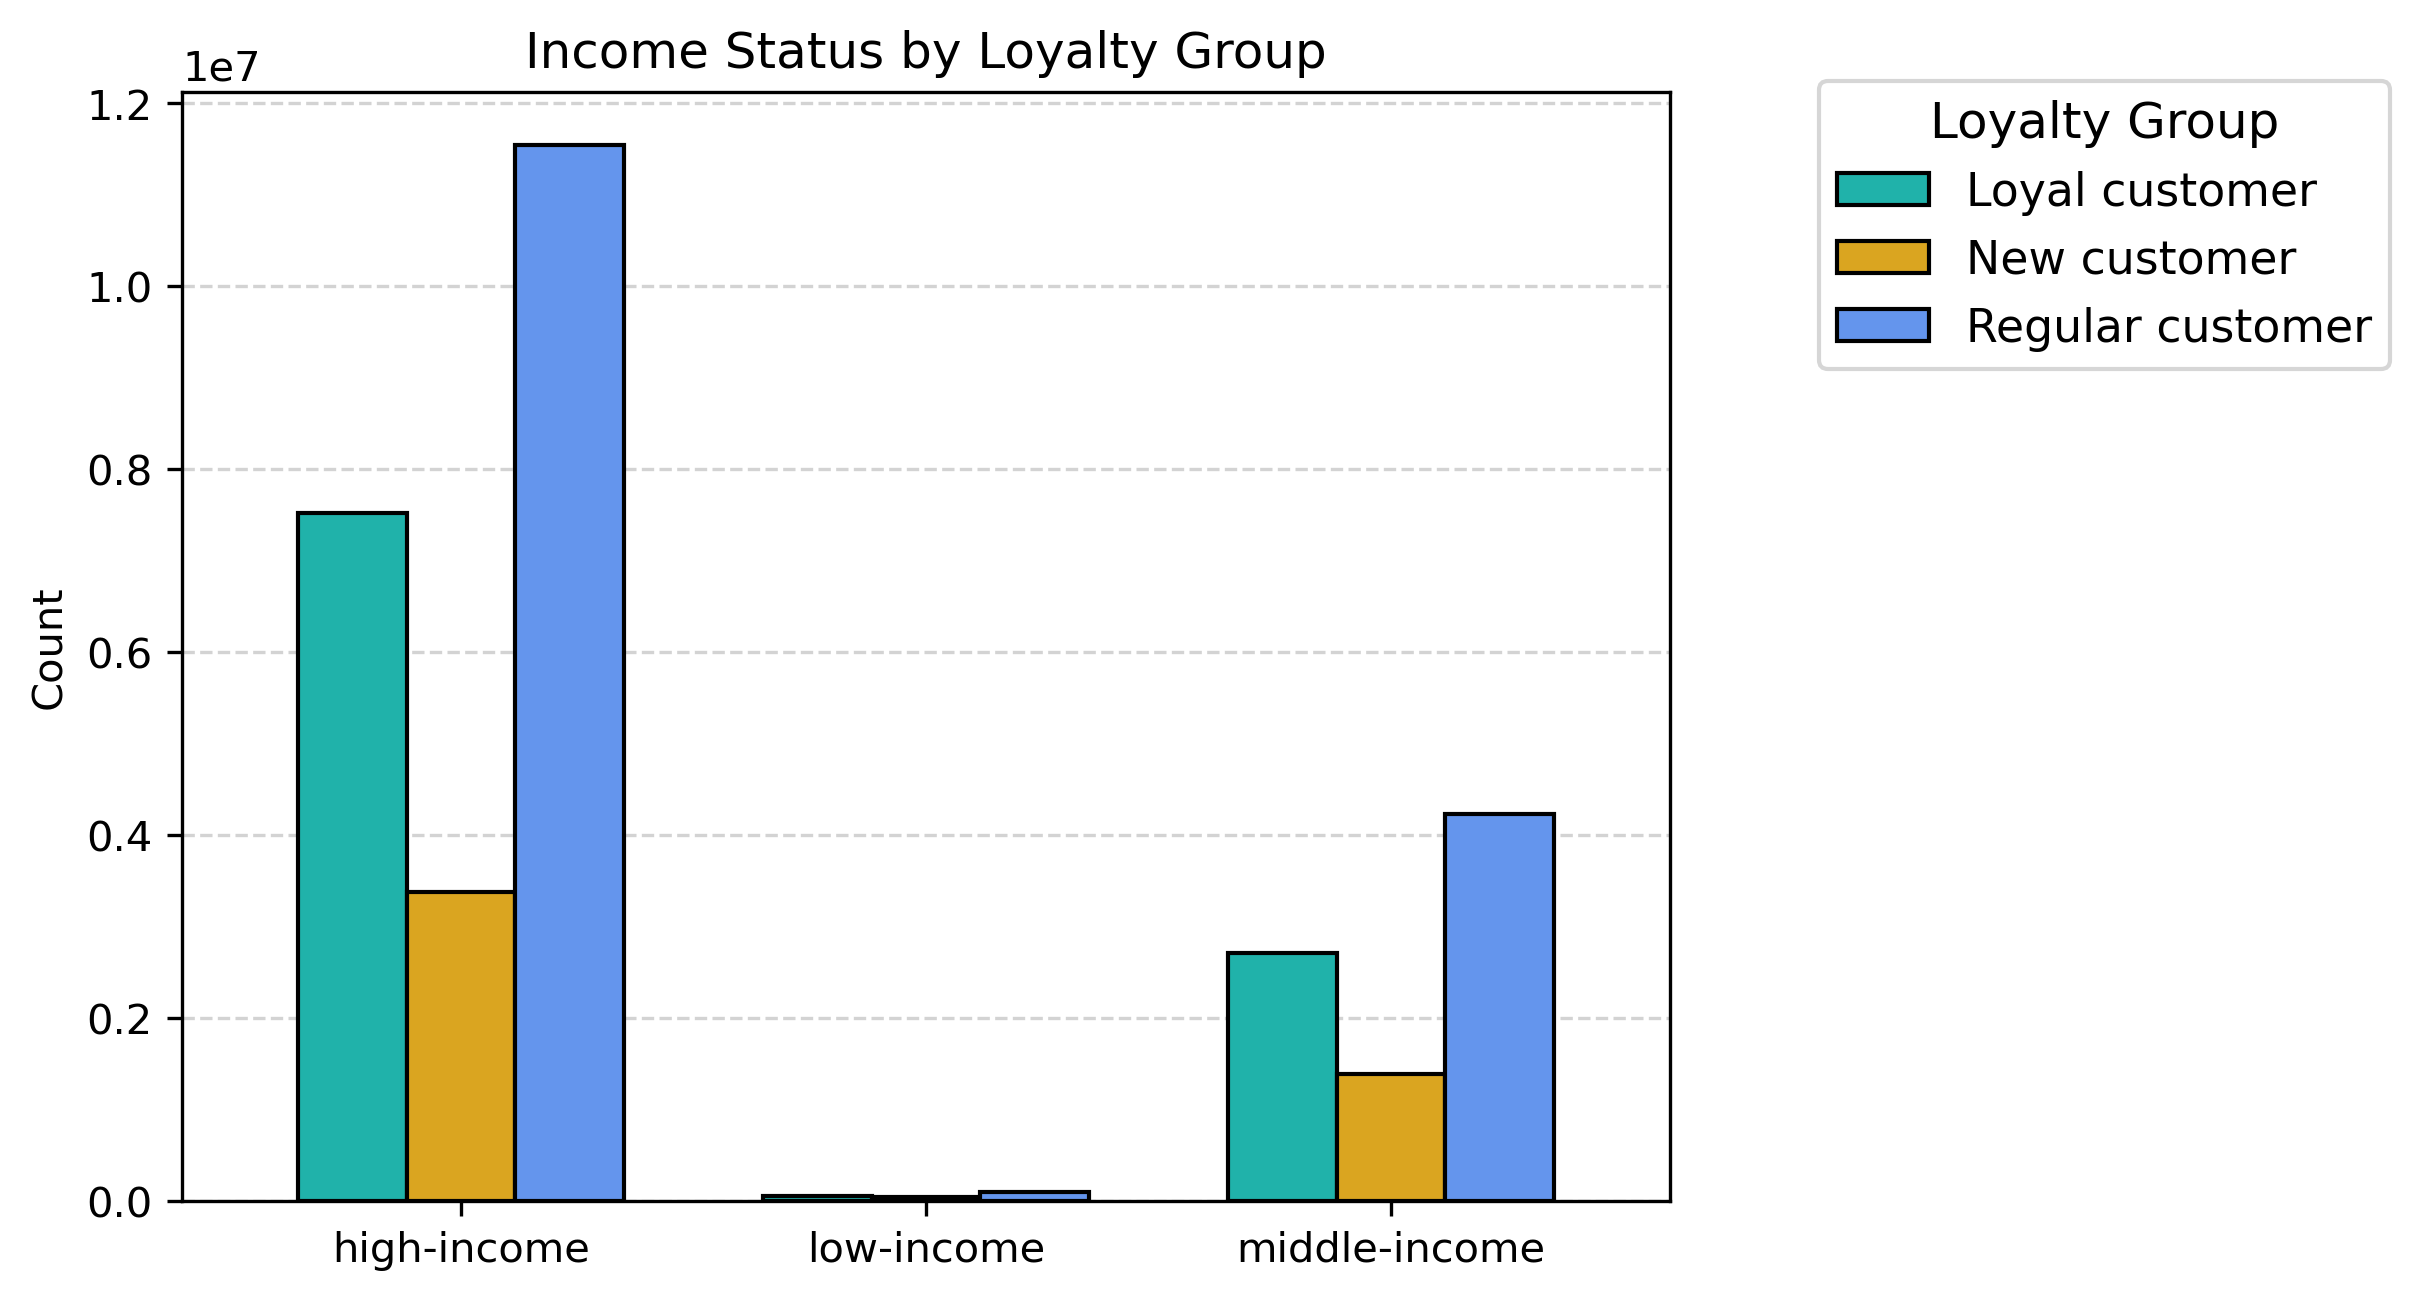 Income Status by Loyalty Group
1e7
1.2
1.0
0.8
0.6
0.4
0.2
0.0
Count
high-income
low-income
middle-income
Loyalty Group
Loyal customer
New customer
Regular customer